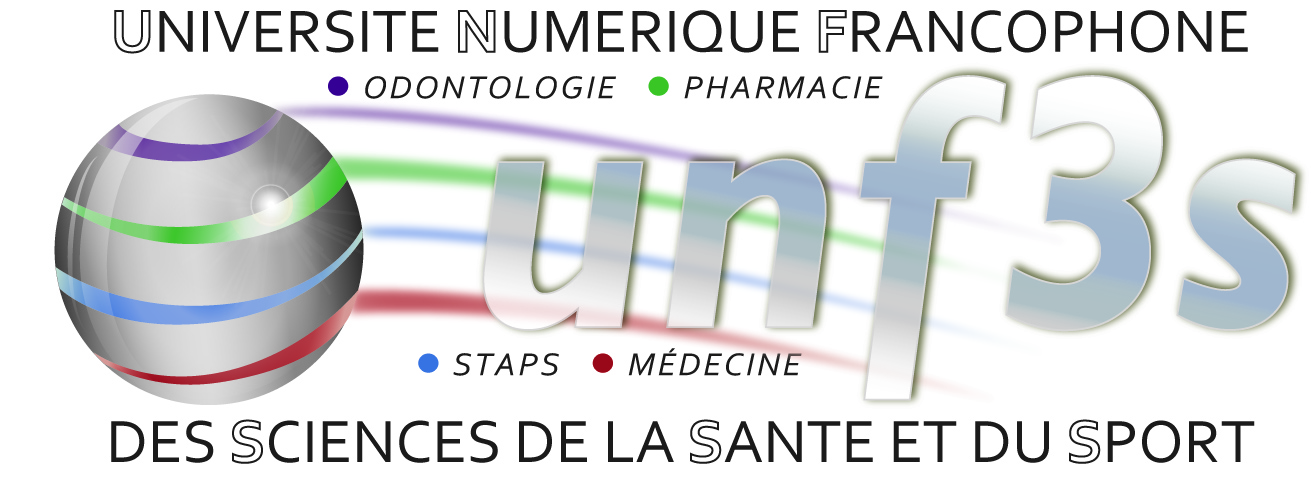 UNIVERSITE NUMERIQUE FRANCOPHONE
ODONTOLOGIE PHARMACIE
unf3s
STAPS MÉDECINE
DES SCIENCES DE LA SANTE ET DU SPORT